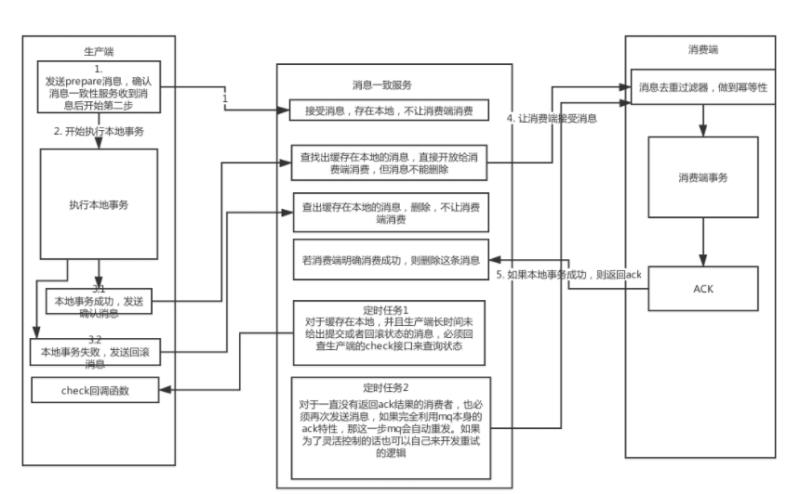 生产端
1.
发送prepare消息，确认
消息一致性服务收到消
息后开始第二步
2. 开始执行本地事务
执行本地事务
3.1
本地事务成功，发送
确认消息
3.2
本地事务失败，发送回滚
消息
check回调函数
1
消息一致服务
接受消息，存在本地，不让消费端消费
查找出缓存在本地的消息，直接开放给消
费端消费，但消息不能删除
查出缓存在本地的消息，删除，不让消费
端消费
若消费端明确消费成功，则删除这条消息
定时任务1
对于缓存在本地，并且生产端长时间未
给出提交或者回滚状态的消息，必须回
查生产端的check接口来查询状态
定时任务2
对于一直没有返回ack结果的消费者，也必
须再次发送消息，如果完全利用mq本身的
ack特性，那这一步mq会自动重发。如果
为了灵活控制的话也可以自己来开发重试
的逻辑
4. 让消费端接受消息
5. 如果本地事务成功，则返回ack
消费端
消息去重过滤器，做到幂等性
消费端事务
ACK